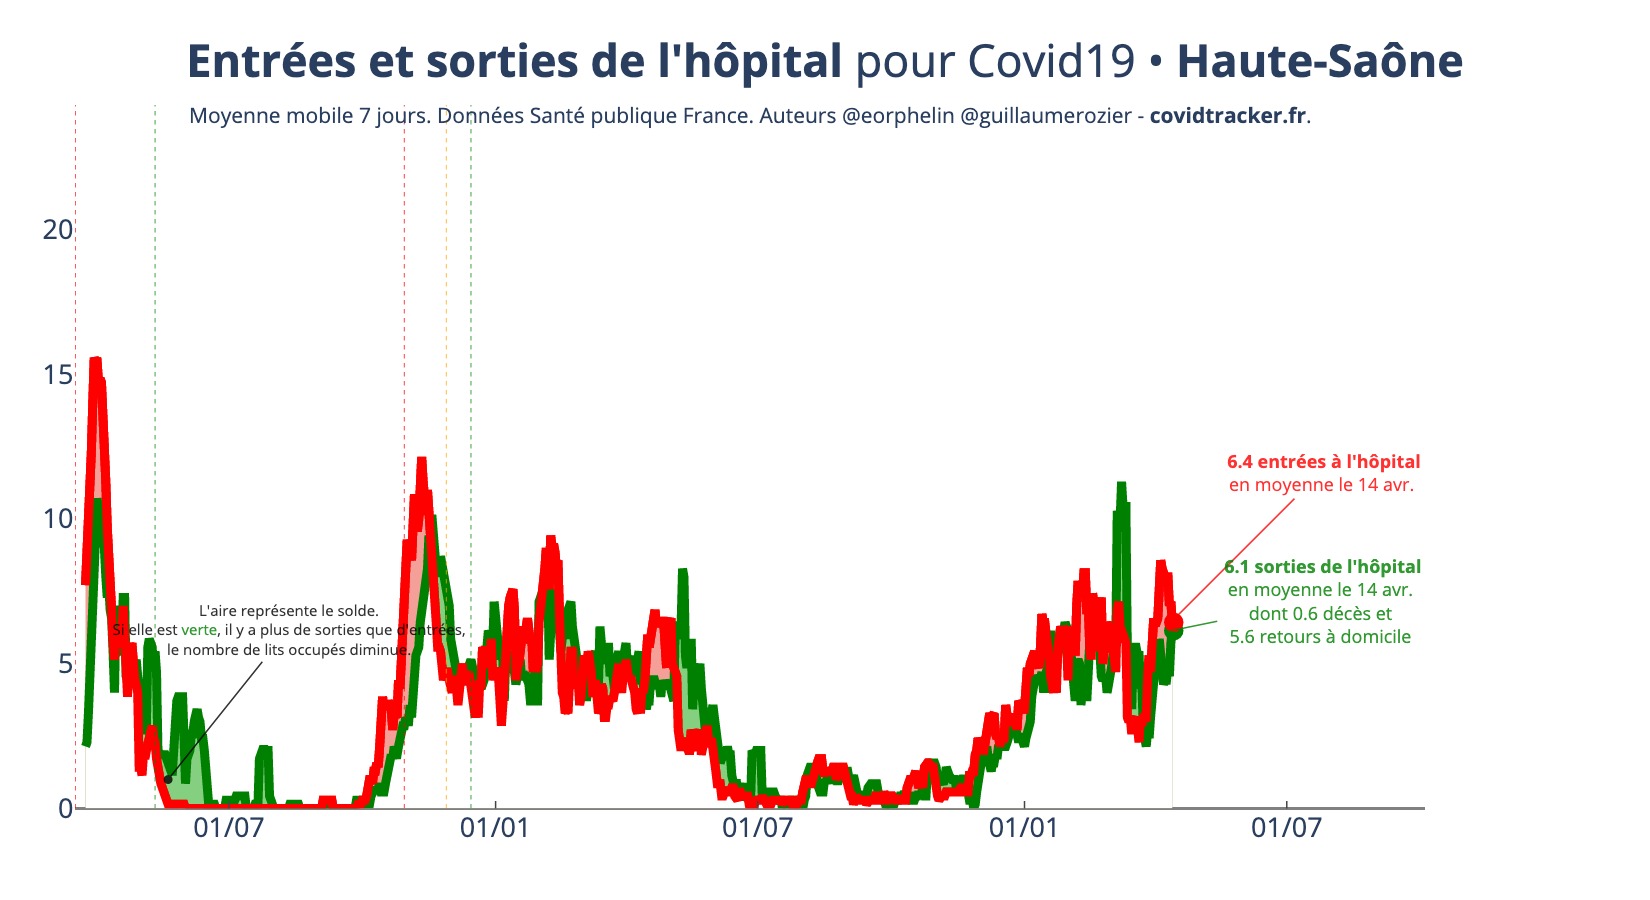 Entrées et sorties de l'hôpital pour Covid19 • Haute-Saône
Moyenne mobile 7 jours. Données Santé publique France. Auteurs @eorphelin @guillaumerozier - covidtracker.fr.
20
15
10
5
0
L'aire représente le solde.
Si elle est verte, il y a plus de sorties que d'entrées,
le nombre de lits occupés diminue.
6.4 entrées à l'hôpital
en moyenne le 14 avr.
6.1 sorties de l'hôpital
en moyenne le 14 avr.
dont 0.6 décès et
5.6 retours à domicile
01/07 01/01 01/07 01/01 01/07